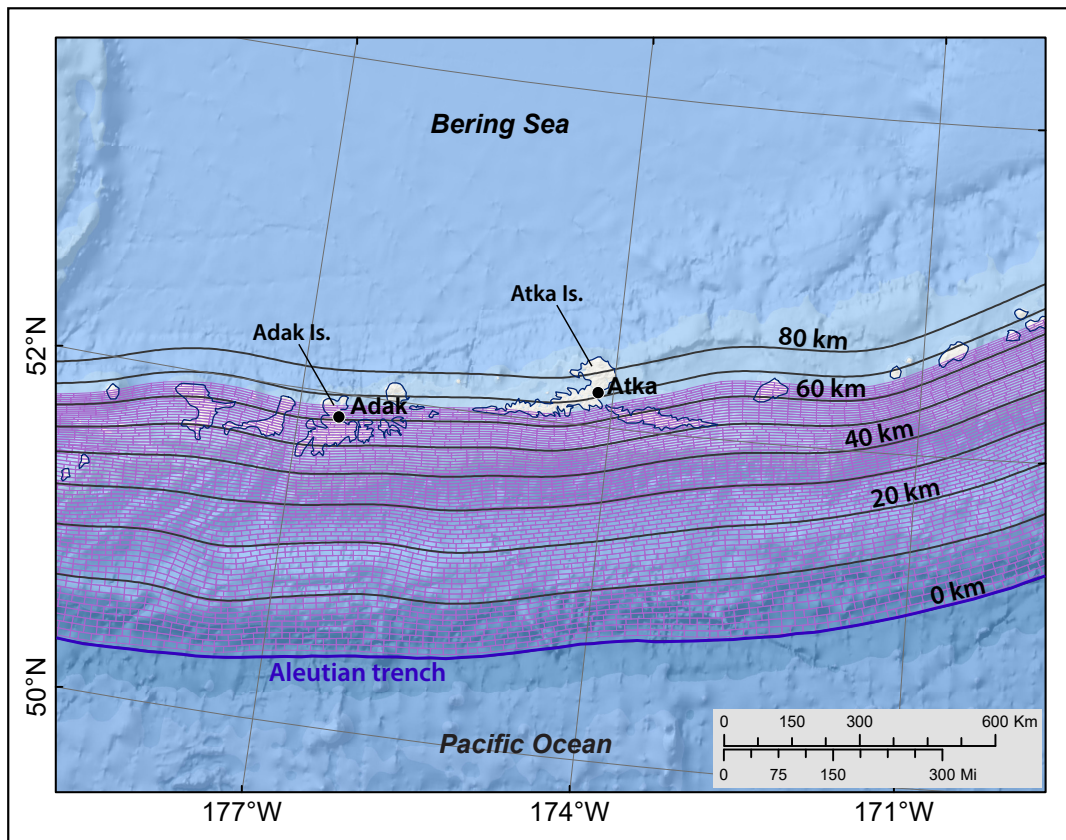 Bering Sea
Atka Is.
Adak Is.
80 km
52°N
60 km
Atka
Adak
40 km
20 km
0 km
Aleutian trench
50°N
Pacific Ocean
0 150 300 600 Km
0 75 150 300 Mi
177°W 174°W 171°W